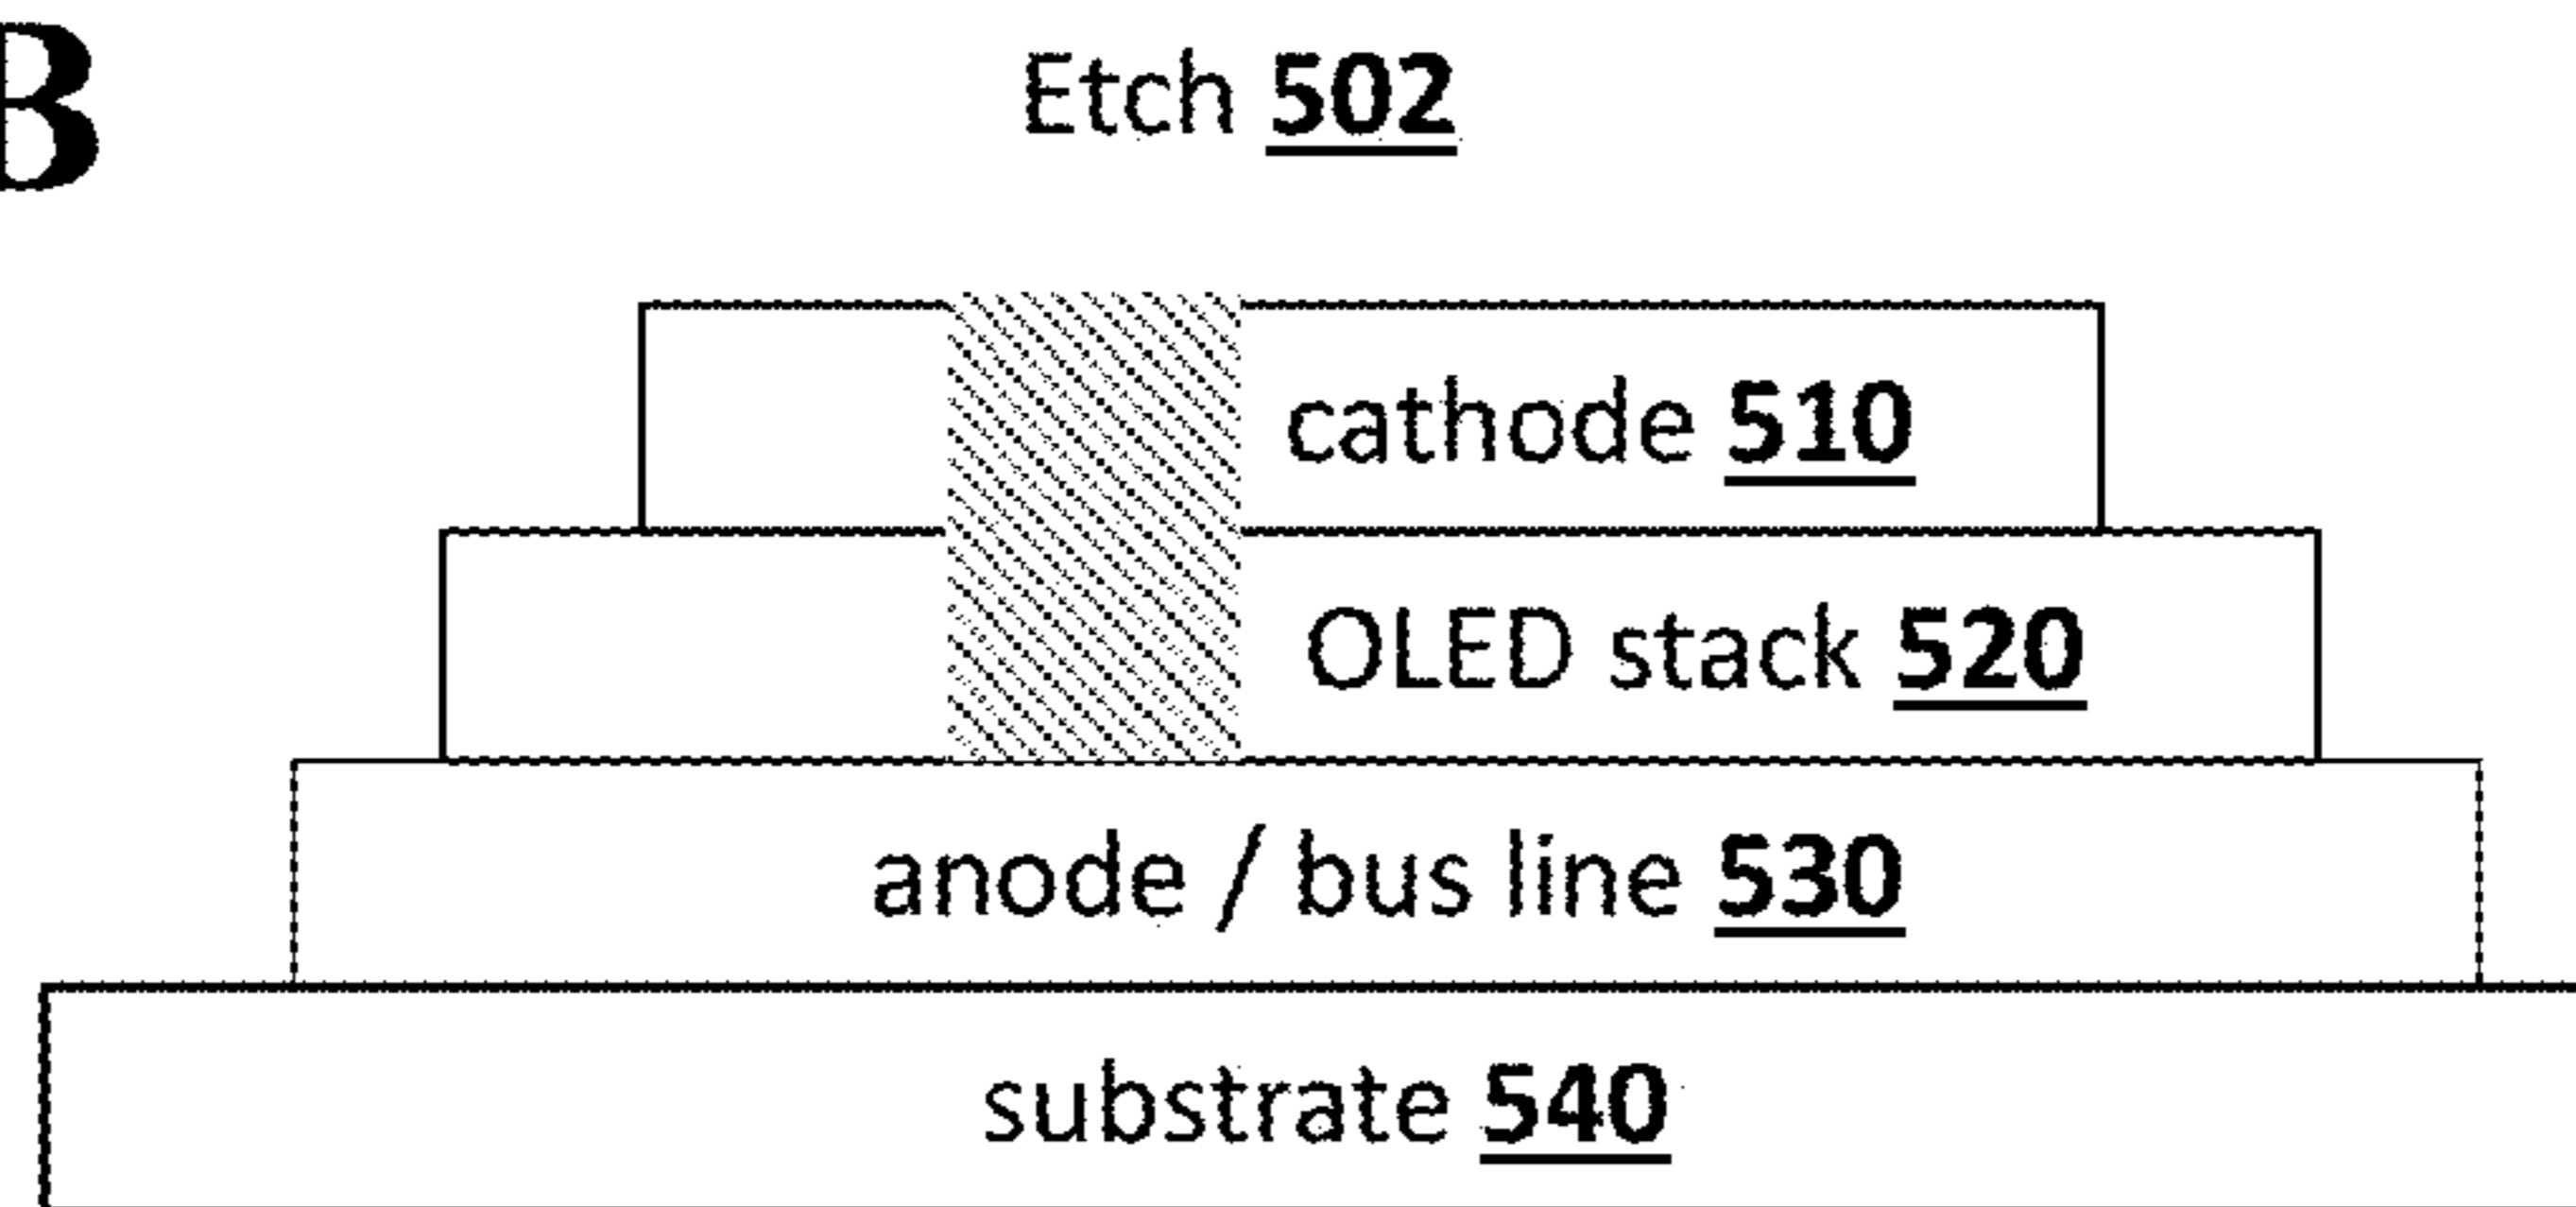 B
Etch 502
cathode 510
OLED stack 520
anode / bus line 530
substrate 540